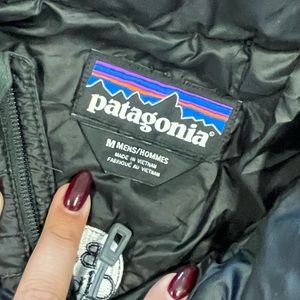 patagonia
M MENS/HOMMES
MADE IN VIETNAM
FABRIQUÉ AU VIETNAM